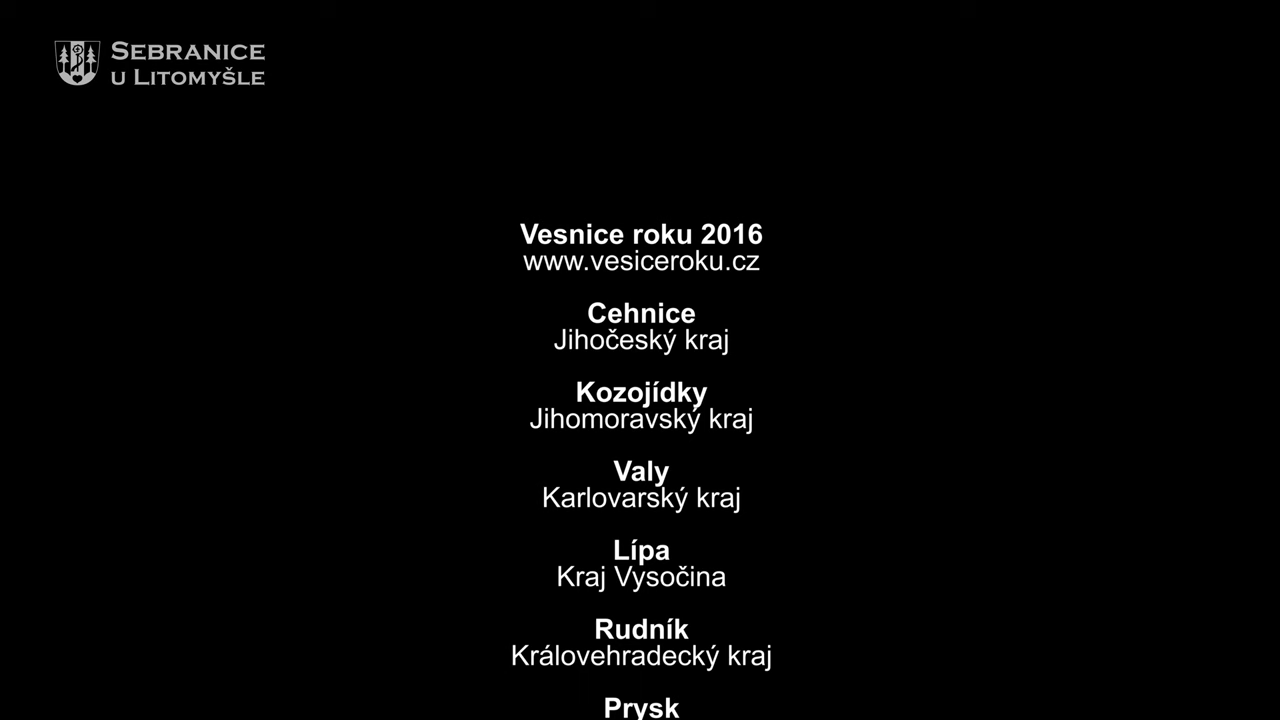 SEBRANICE
U LITOMYŠLE
Vesnice roku 2016
www.vesiceroku.cz
Cehnice
Jihočeský kraj
Kozojídky
Jihomoravský kraj
Valy
Karlovarský kraj
Lípa
Kraj Vysočina
Rudník
Královehradecký kraj
Prysk